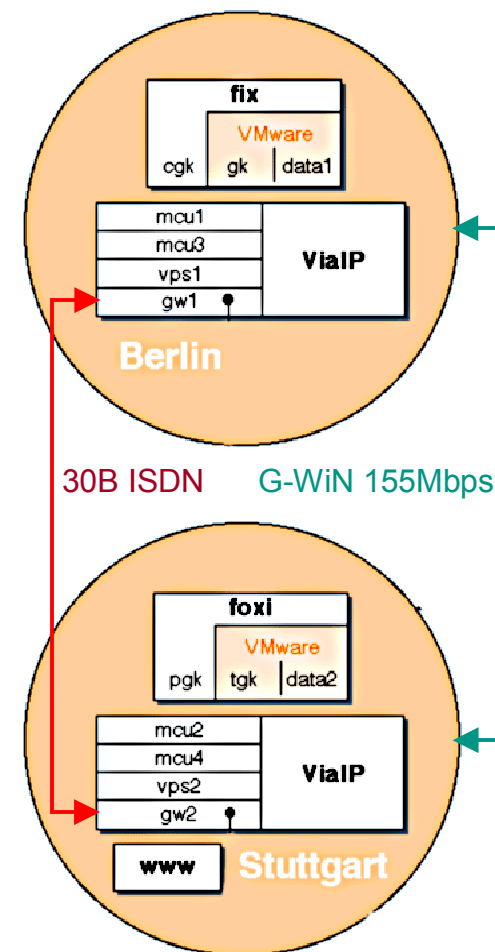 fix
VMware
cgk gk data1
mcu1
mcu3
vps1
gw1
ViaIP
Berlin
30B ISDN G-WiN 155Mbps
foxi
VMware
pgk tgk data2
mcu2
mcu4
vps2
gw2
ViaIP
www
Stuttgart